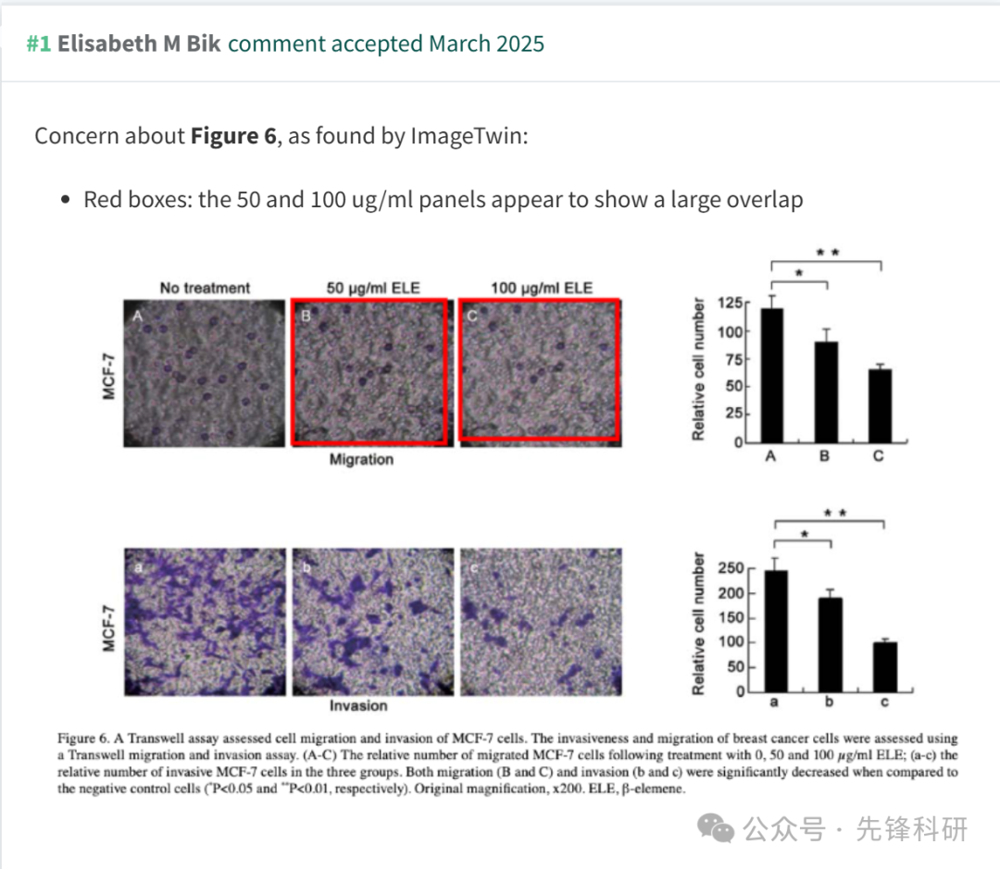 #1 Elisabeth M Bik comment accepted March 2025
Concern about Figure 6, as found by ImageTwin:
• Red boxes: the 50 and 100 ug/ml panels appear to show a large overlap
No treatment 50 µg/ml ELE 100 µg/ml ELE
MCF-7
A B C
Migration
* *
*
Relative cell number
125
100
75
50
25
0
A B C
MCF-7
a b c
Invasion
* *
*
Relative cell number
250
200
150
100
50
0
a b c
Figure 6. A Transwell assay assessed cell migration and invasion of MCF-7 cells. The invasiveness and migration of breast cancer cells were assessed using
a Transwell migration and invasion assay. (A-C) The relative number of migrated MCF-7 cells following treatment with 0, 50 and 100 µg/ml ELE; (a-c) the
relative number of invasive MCF-7 cells in the three groups. Both migration (B and C) and invasion (b and c) were significantly decreased when compared to
the negative control cells (*P<0.05 and **P<0.01, respectively). Original magnification, x200. ELE, β-elemene.
公众号 · 先锋科研